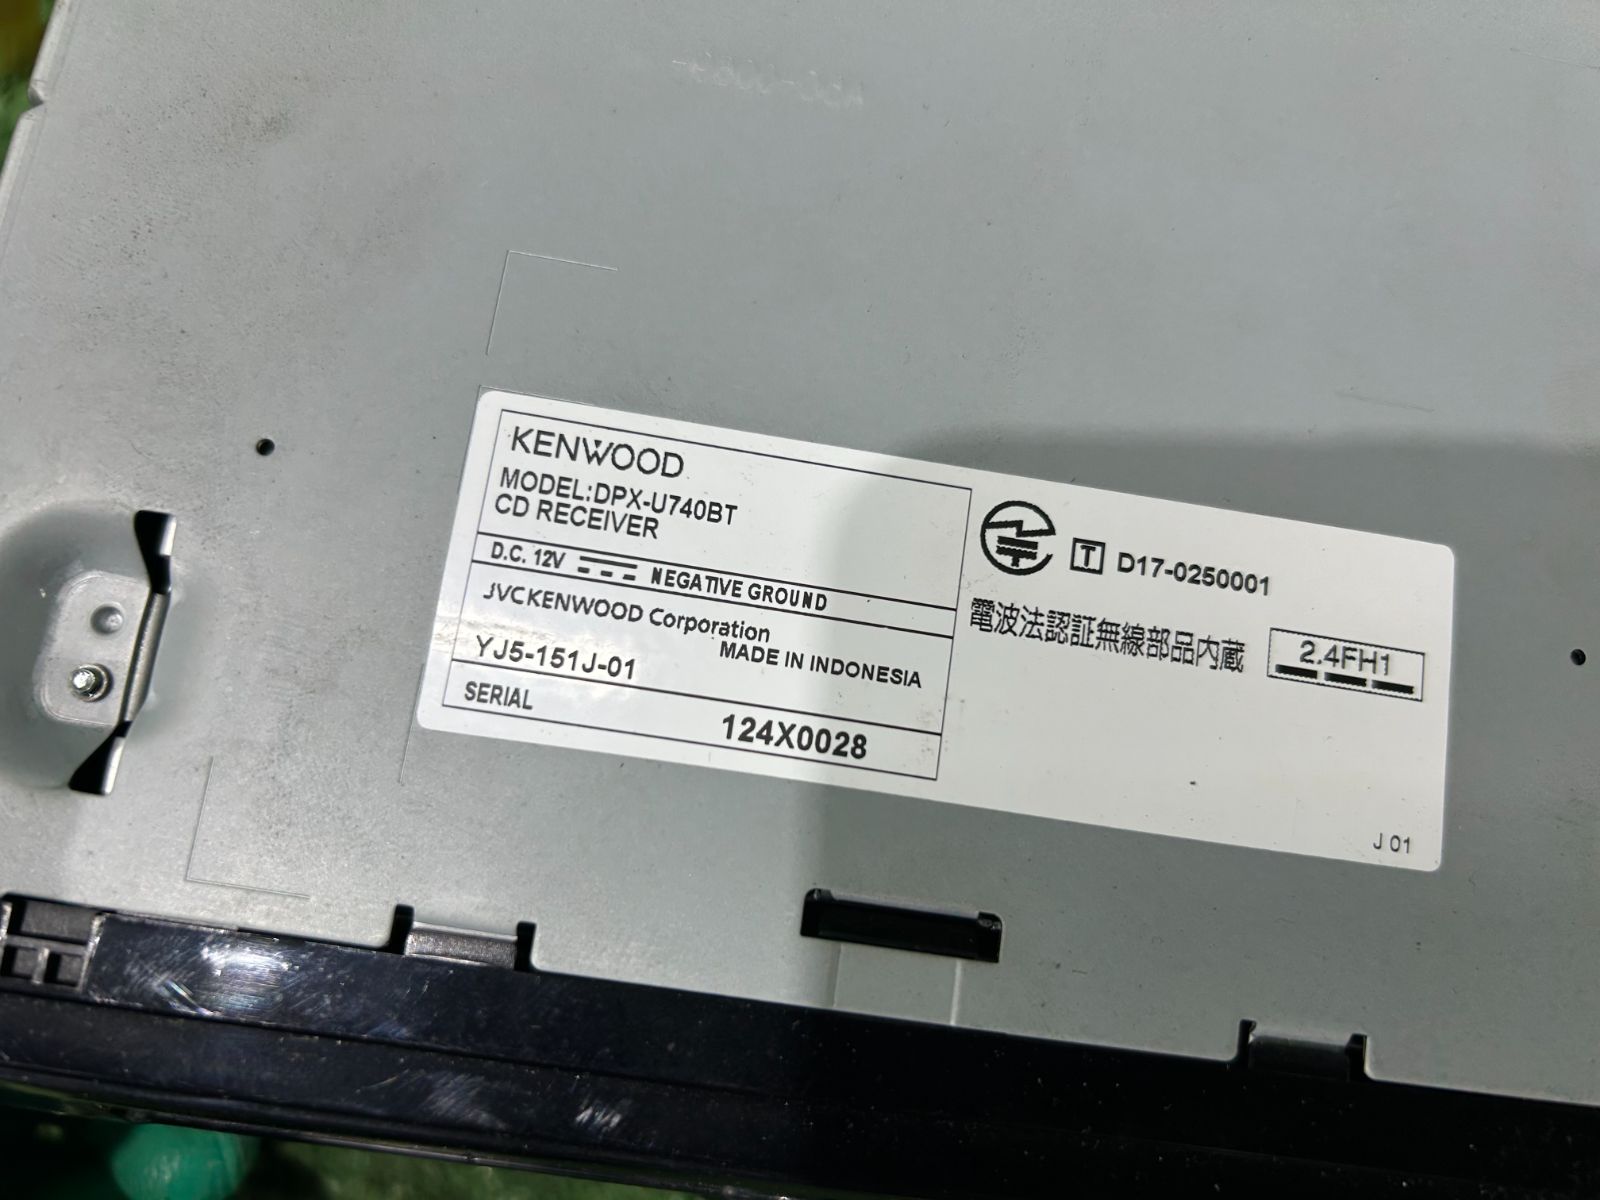 KENWOOD
MODEL:DPX-U740BT
CD RECEIVER
D.C. 12V NEGATIVE GROUND
JVCKENWOOD Corporation
MADE IN INDONESIA
YJ5-151J-01
SERIAL 124X0028
T D17-0250001
電波法認証無線部品内蔵 2.4FH1
J 01